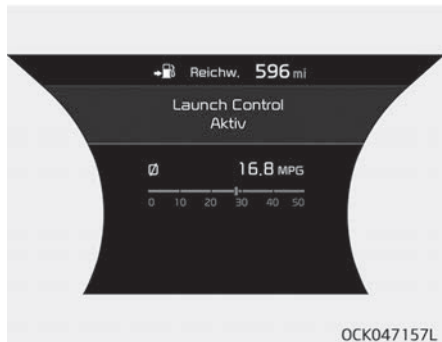 Reichw. 596 mi
Launch Control
Aktiv
Ø 16.8 MPG
0 10 20 30 40 50
OCK047157L